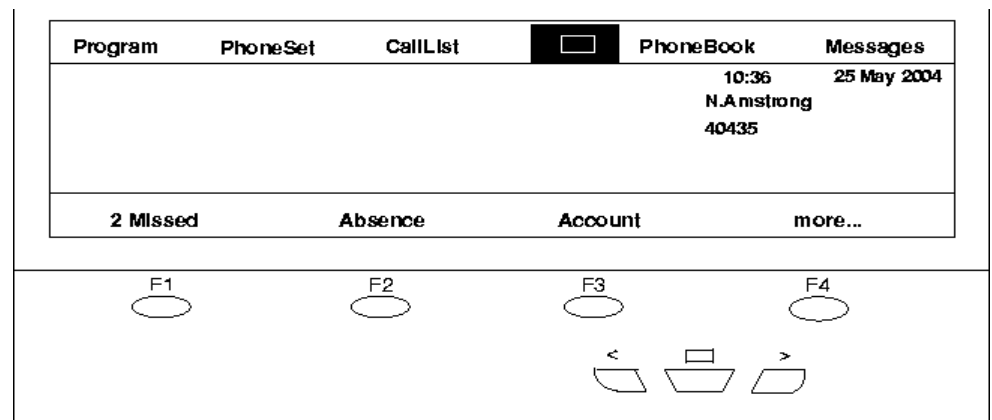 Program PhoneSet CallList PhoneBook Messages
10:36 25 May 2004
N.Amstrong
40435
2 Missed Absence Account more...
F1 F2 F3 F4
< >